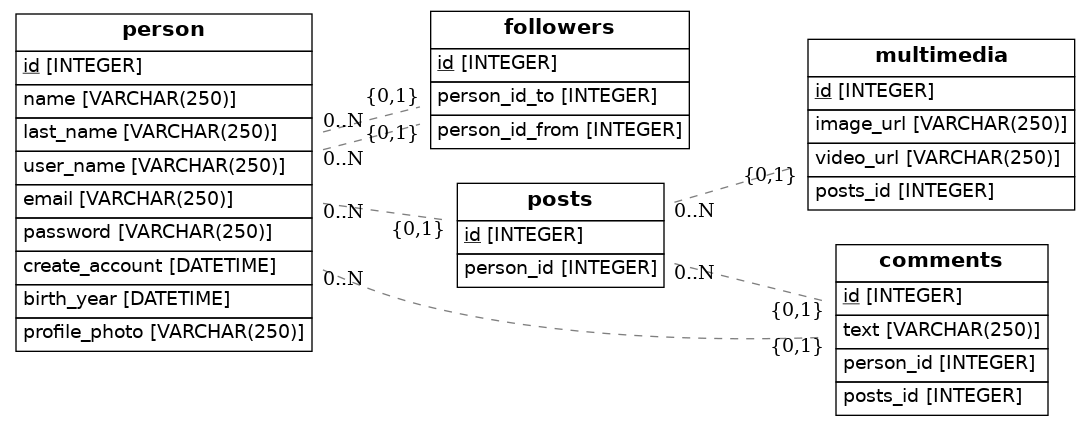 person
id [INTEGER]
name [VARCHAR(250)]
last_name [VARCHAR(250)]
user_name [VARCHAR(250)]
email [VARCHAR(250)]
password [VARCHAR(250)]
create_account [DATETIME]
birth_year [DATETIME]
profile_photo [VARCHAR(250)]
0..N
0..N
0..N
0..N
{0,1}
{0,1}
{0,1}
followers
id [INTEGER]
person_id_to [INTEGER]
person_id_from [INTEGER]
posts
id [INTEGER]
person_id [INTEGER]
0..N
0..N
{0,1}
{0,1}
{0,1}
multimedia
id [INTEGER]
image_url [VARCHAR(250)]
video_url [VARCHAR(250)]
posts_id [INTEGER]
comments
id [INTEGER]
text [VARCHAR(250)]
person_id [INTEGER]
posts_id [INTEGER]